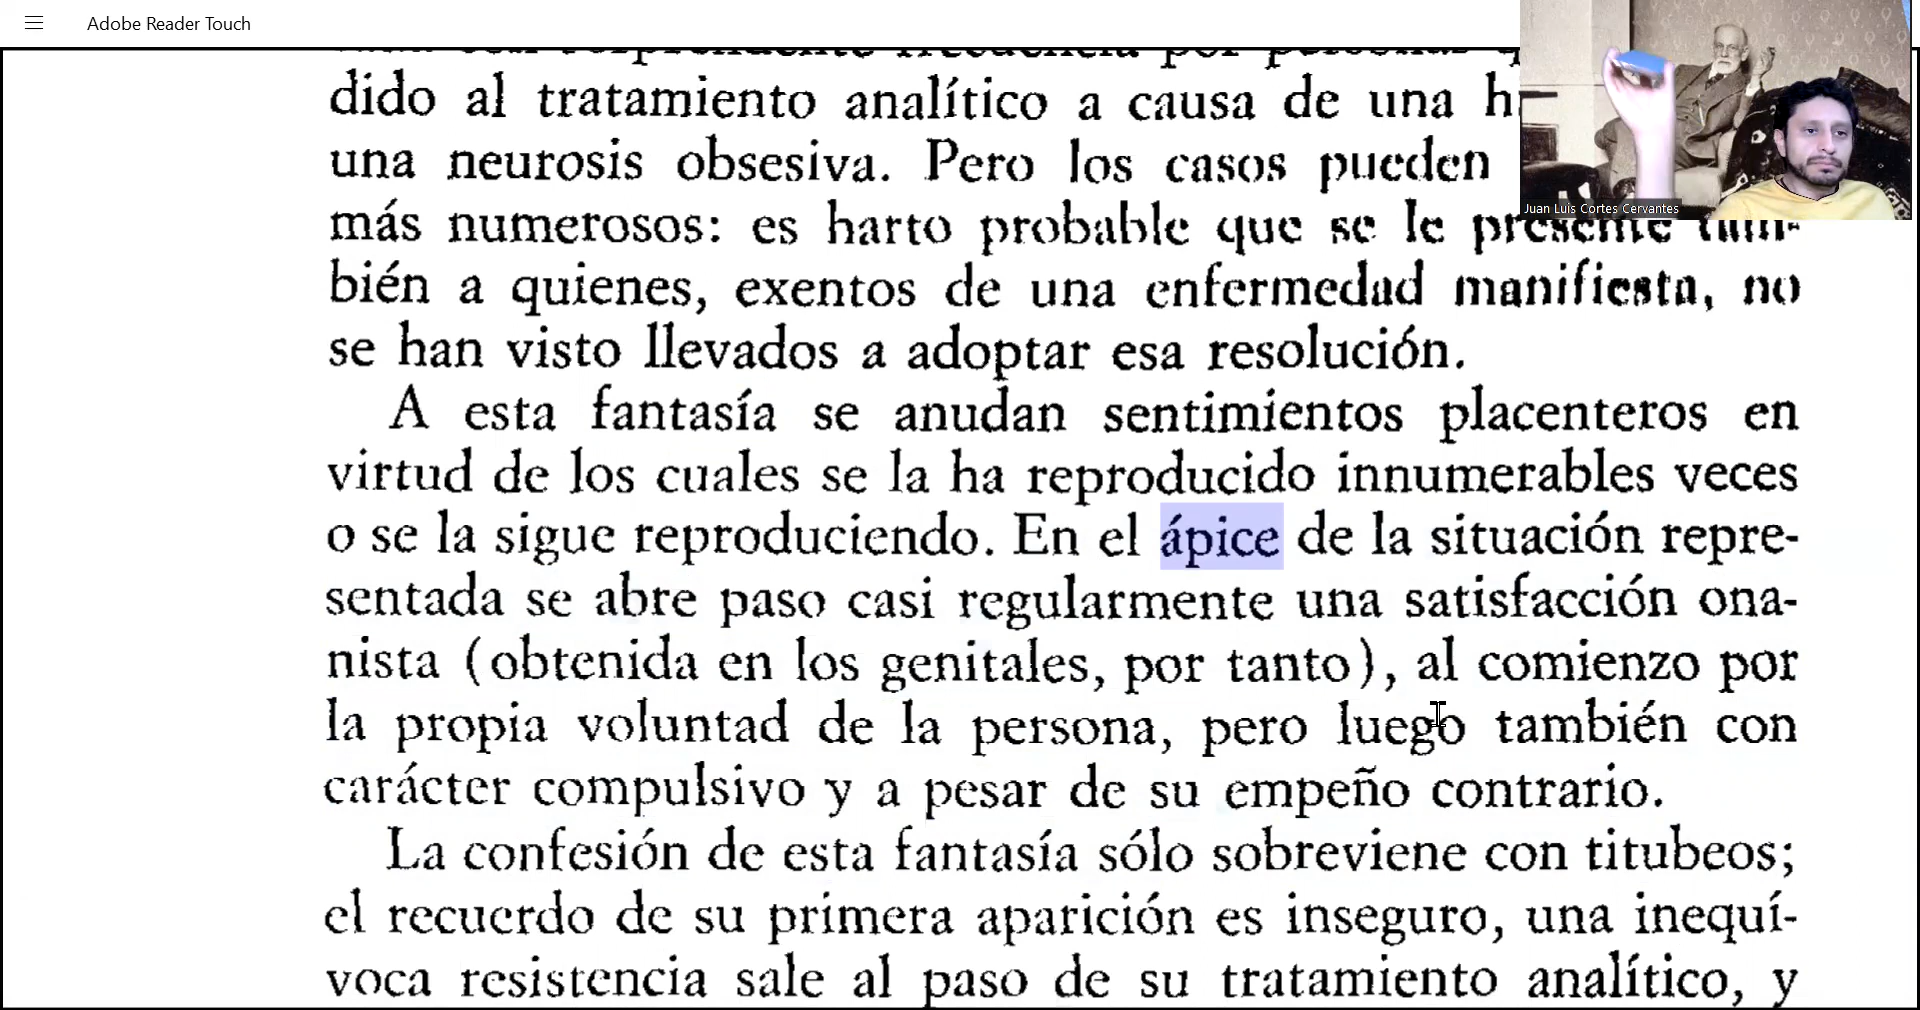 Adobe Reader Touch
dido al tratamiento analítico a causa de una
una neurosis obsesiva. Pero los casos pueden
más numerosos: es harto probable que se le presente tam-
bién a quienes, exentos de una enfermedad manifiesta, no
se han visto llevados a adoptar esa resolución.
A esta fantasía se anudan sentimientos placenteros en
virtud de los cuales se la ha reproducido innumerables veces
o se la sigue reproduciendo. En el ápice de la situación repre-
sentada se abre paso casi regularmente una satisfacción ona-
nista (obtenida en los genitales, por tanto), al comienzo por
la propia voluntad de la persona, pero luego también con
carácter compulsivo y a pesar de su empeño contrario.
La confesión de esta fantasía sólo sobreviene con titubeos;
el recuerdo de su primera aparición es inseguro, una inequí-
voca resistencia sale al paso de su tratamiento analítico, y
Juan Luis Cortes Cervantes